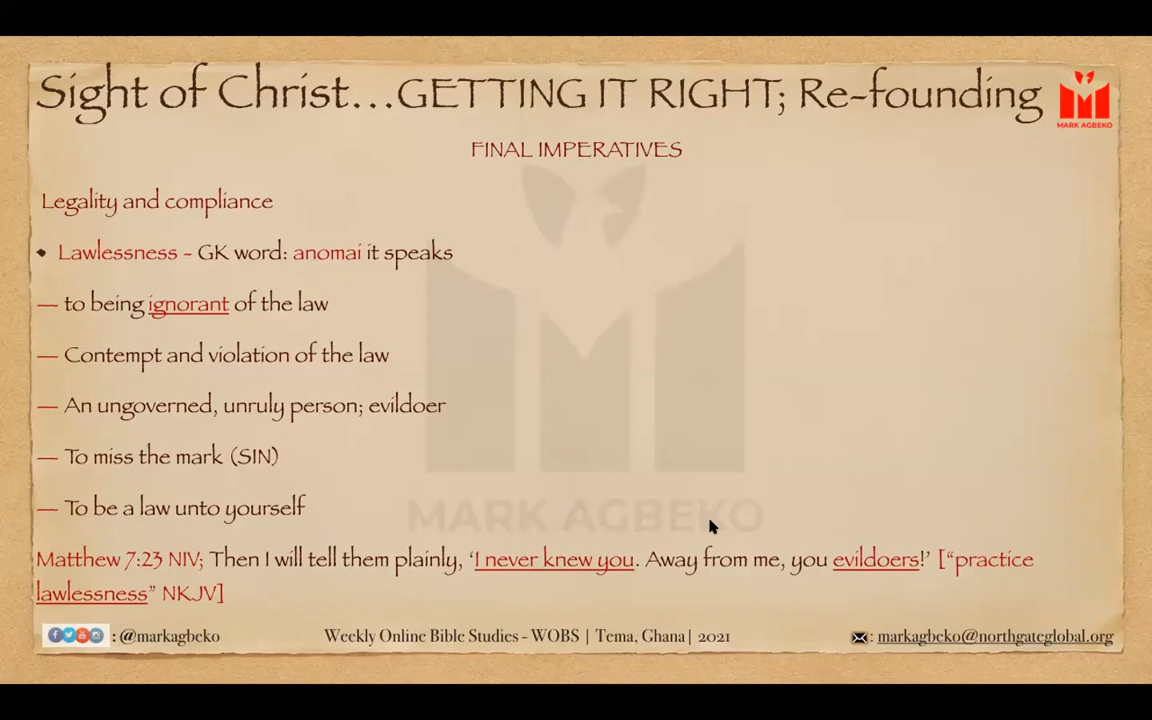 Sight of Christ...GETTING IT RIGHT; Re-founding
MARK AGBEKO
FINAL IMPERATIVES
Legality and compliance
• Lawlessness - GK word: anomai it speaks
— to being ignorant of the law
— Contempt and violation of the law
— An ungoverned, unruly person; evildoer
— To miss the mark (SIN)
— To be a law unto yourself
MARK AGBEKO
Matthew 7:23 NIV; Then I will tell them plainly, ‘I never knew you. Away from me, you evildoers!’ [“practice
lawlessness” NKJV]
: @markagbeko
Weekly Online Bible Studies - WOBS | Tema, Ghana| 2021
: markagbeko@northgateglobal.org